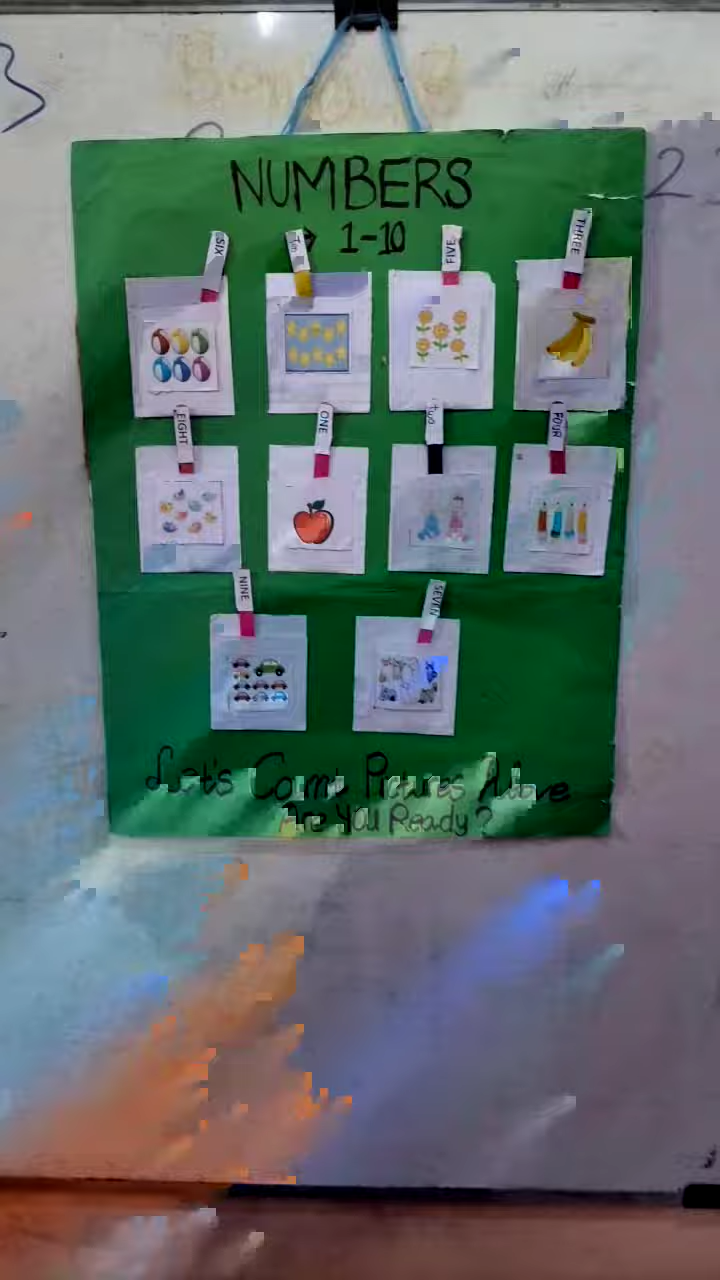 NUMBERS
→ 1-10
SIX
Ten
FIVE
THREE
EIGHT
ONE
two
FOUR
NINE
SEVEN
Let's Count Pictures Above
Are You Ready?
2